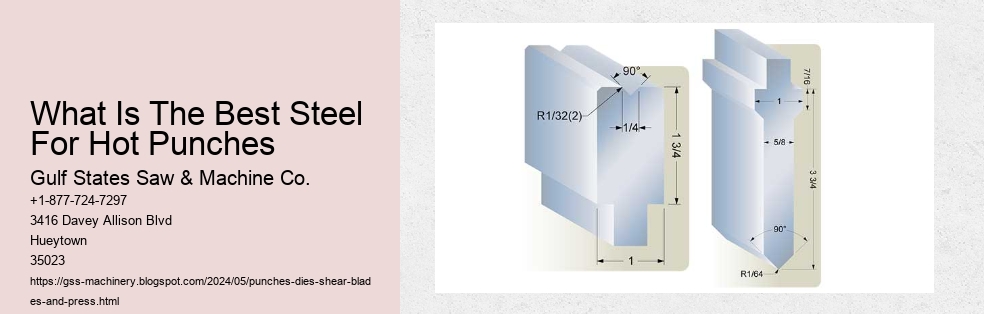 What Is The Best Steel
For Hot Punches
Gulf States Saw & Machine Co.
+1-877-724-7297
3416 Davey Allison Blvd
Hueytown
35023
https://gss-machinery.blogspot.com/2024/05/punches-dies-shear-blad
es-and-press.html
90°
R1/32(2)
1/4
1 3/4
1
7/16
1
5/8
3 3/4
90°
R1/64